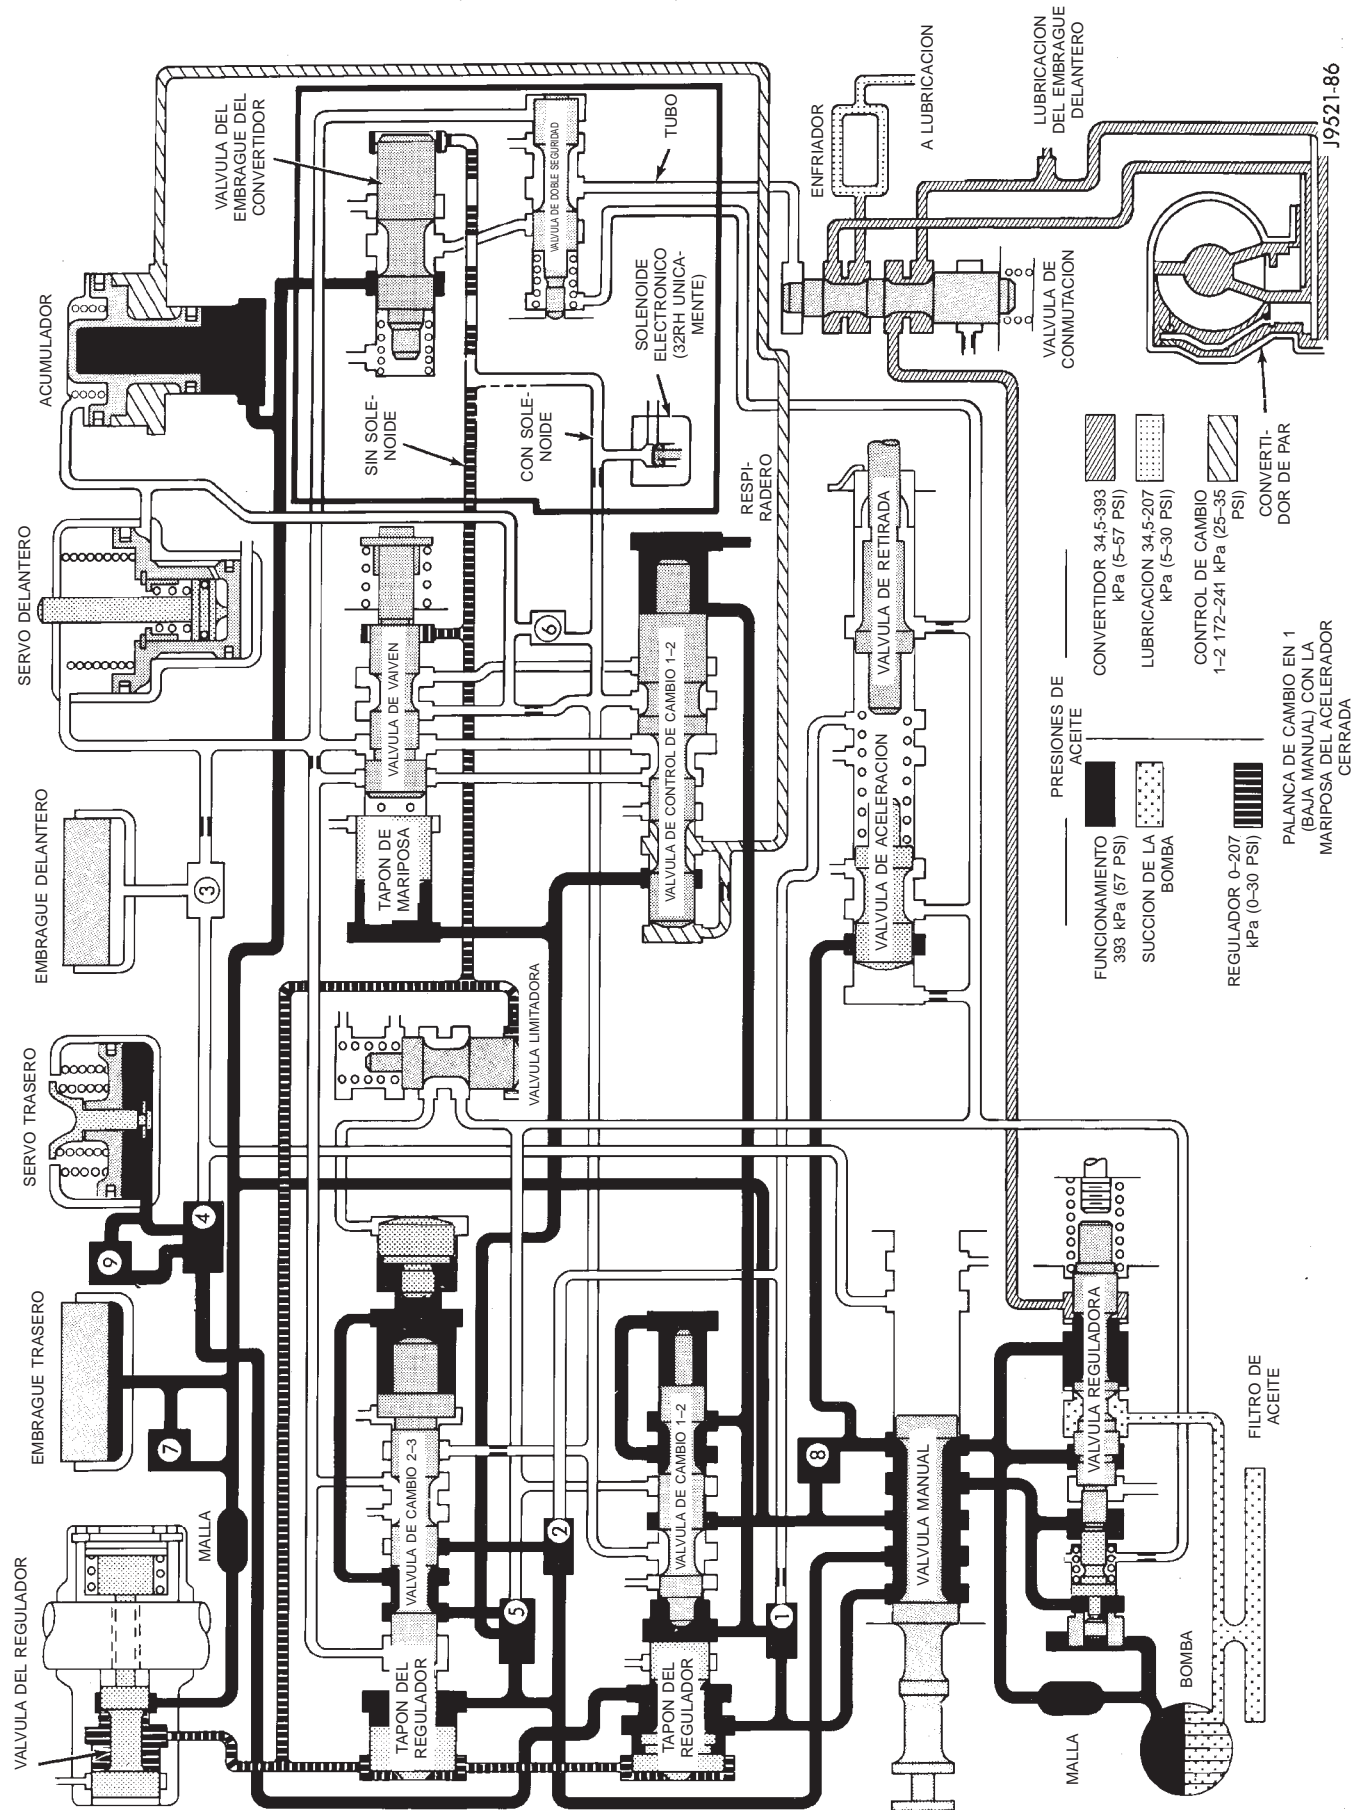 VALVULA DEL REGULADOR
MALLA
EMBRAGUE TRASERO
7
9
4
SERVO TRASERO
EMBRAGUE DELANTERO
3
SERVO DELANTERO
ACUMULADOR
VALVULA DEL
EMBRAGUE DEL
CONVERTIDOR
TAPON DEL
REGULADOR
VALVULA DE CAMBIO 2–3
5
2
VALVULA LIMITADORA
TAPON DE
MARIPOSA
VALVULA DE VAIVEN
6
SIN SOLE-
NOIDE
CON SOLE-
NOIDE
VALVULA DE DOBLE SEGURIDAD
TUBO
SOLENOIDE
ELECTRONICO
(32RH UNICA-
MENTE)
TAPON DEL
REGULADOR
VALVULA DE CAMBIO 1–2
1
8
VALVULA DE CONTROL DE CAMBIO 1–2
RESPI-
RADERO
VALVULA MANUAL
VALVULA DE ACELERACION
VALVULA DE RETIRADA
VALVULA DE
CONMUTACION
ENFRIADOR
A LUBRICACION
LUBRICACION
DEL EMBRAGUE
DELANTERO
MALLA
BOMBA
VALVULA REGULADORA
FILTRO DE
ACEITE
PRESIONES DE
ACEITE
FUNCIONAMIENTO
393 kPa (57 PSI)
SUCCION DE LA
BOMBA
REGULADOR 0–207
kPa (0–30 PSI)
CONVERTIDOR 34,5-393
kPa (5–57 PSI)
LUBRICACION 34,5-207
kPa (5–30 PSI)
CONTROL DE CAMBIO
1–2 172–241 kPa (25–35
PSI)
CONVERTI-
DOR DE PAR
PALANCA DE CAMBIO EN 1
(BAJA MANUAL) CON LA
MARIPOSA DEL ACELERADOR
CERRADA
J9521-86